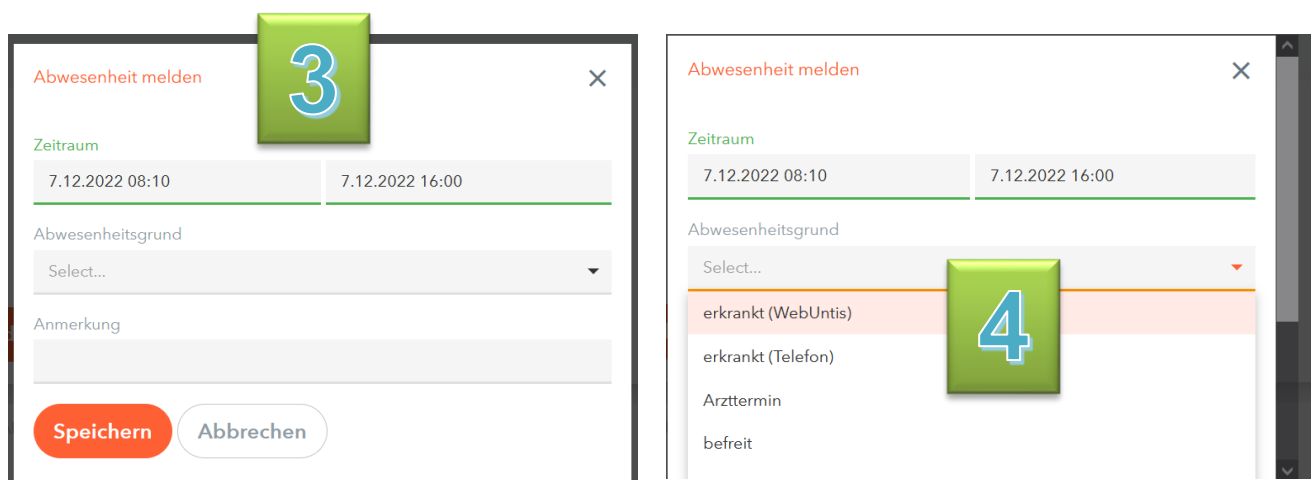 3
Abwesenheit melden
Zeitraum
7.12.2022 08:10 7.12.2022 16:00
Abwesenheitsgrund
Select...
Anmerkung
Speichern Abbrechen
4
Abwesenheit melden
Zeitraum
7.12.2022 08:10 7.12.2022 16:00
Abwesenheitsgrund
Select...
erkrankt (WebUntis)
erkrankt (Telefon)
Arzttermin
befreit